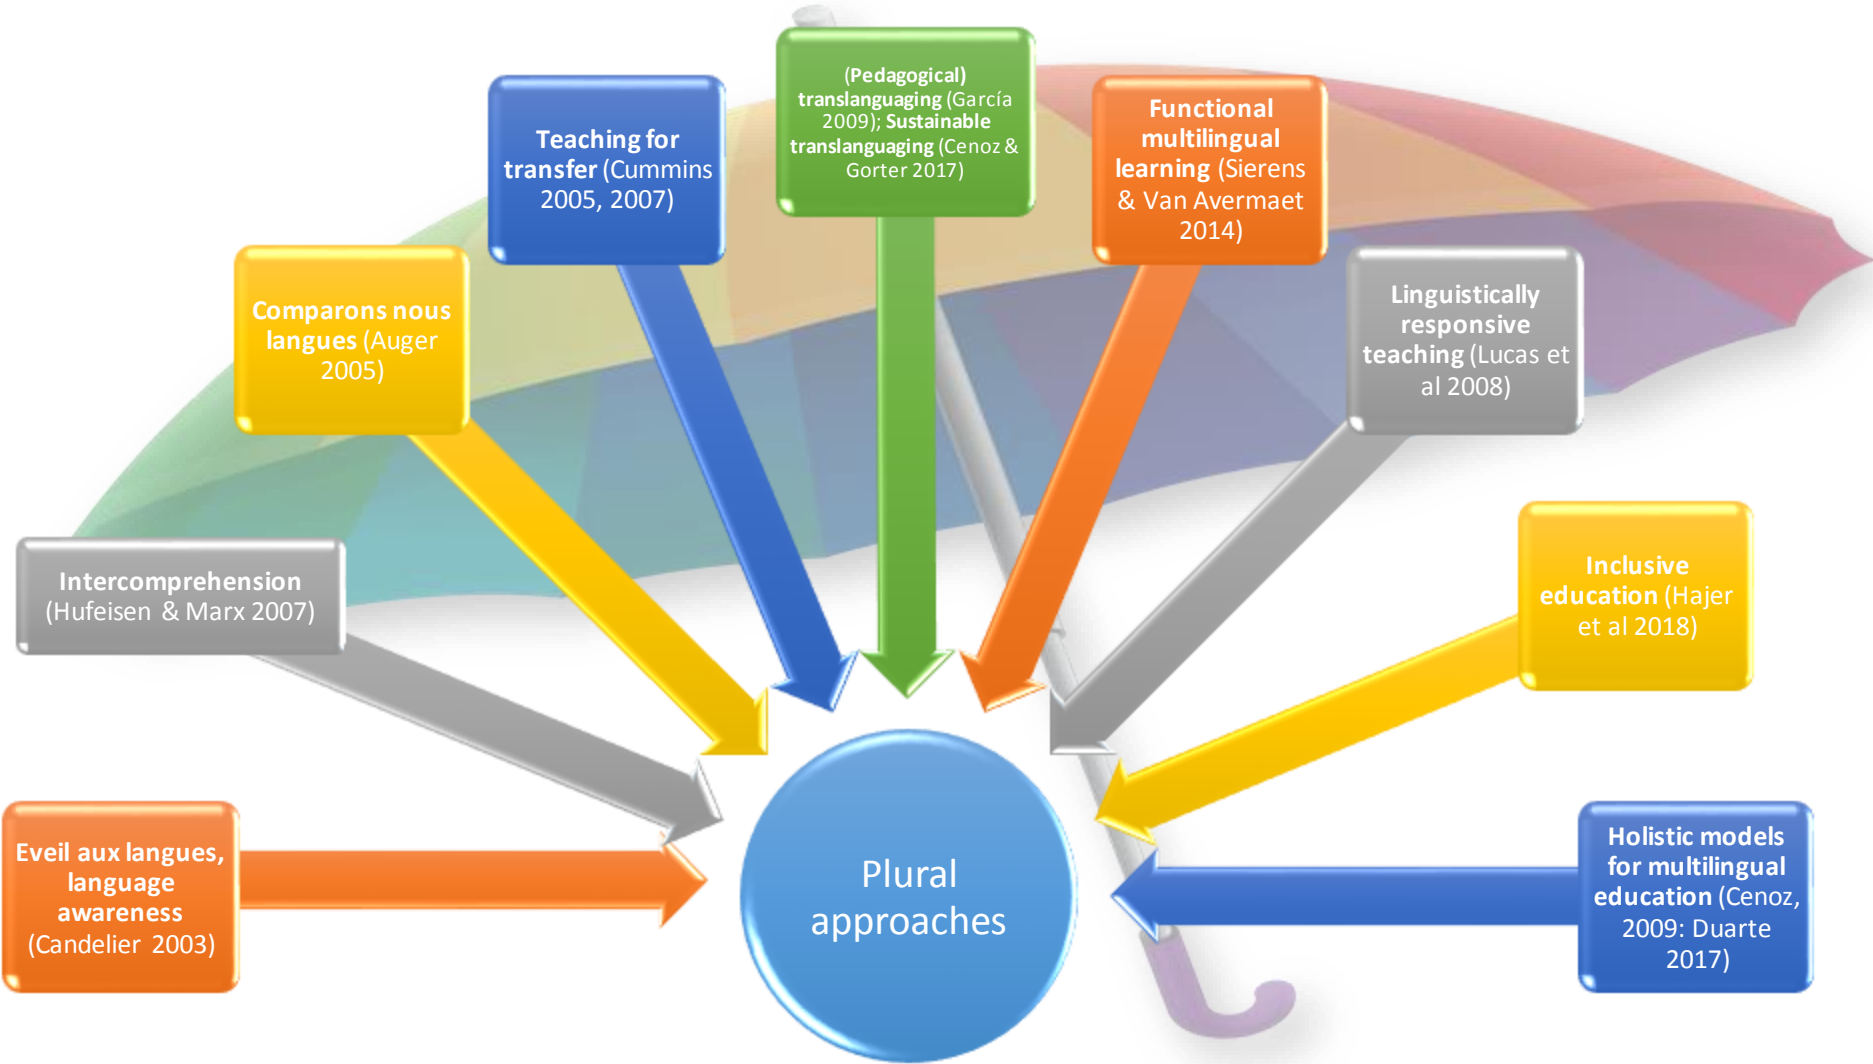 (Pedagogical)
translanguaging (García
2009); Sustainable
translanguaging (Cenoz &
Gorter 2017)
Teaching for
transfer (Cummins
2005, 2007)
Functional
multilingual
learning (Sierens
& Van Avermaet
2014)
Comparons nous
langues (Auger
2005)
Linguistically
responsive
teaching (Lucas et
al 2008)
Intercomprehension
(Hufeisen & Marx 2007)
Inclusive
education (Hajer
et al 2018)
Eveil aux langues,
language
awareness
(Candelier 2003)
Plural
approaches
Holistic models
for multilingual
education (Cenoz,
2009: Duarte
2017)